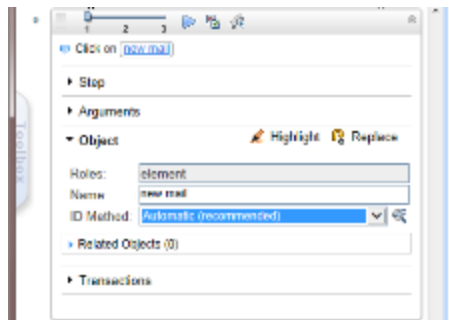 1 2 3
Click on [new mail]
Step
Arguments
Object Highlight Replace
Roles: element
Name new mail
ID Method: Automatic (recommended)
Related Objects (0)
Transactions
Toolbox